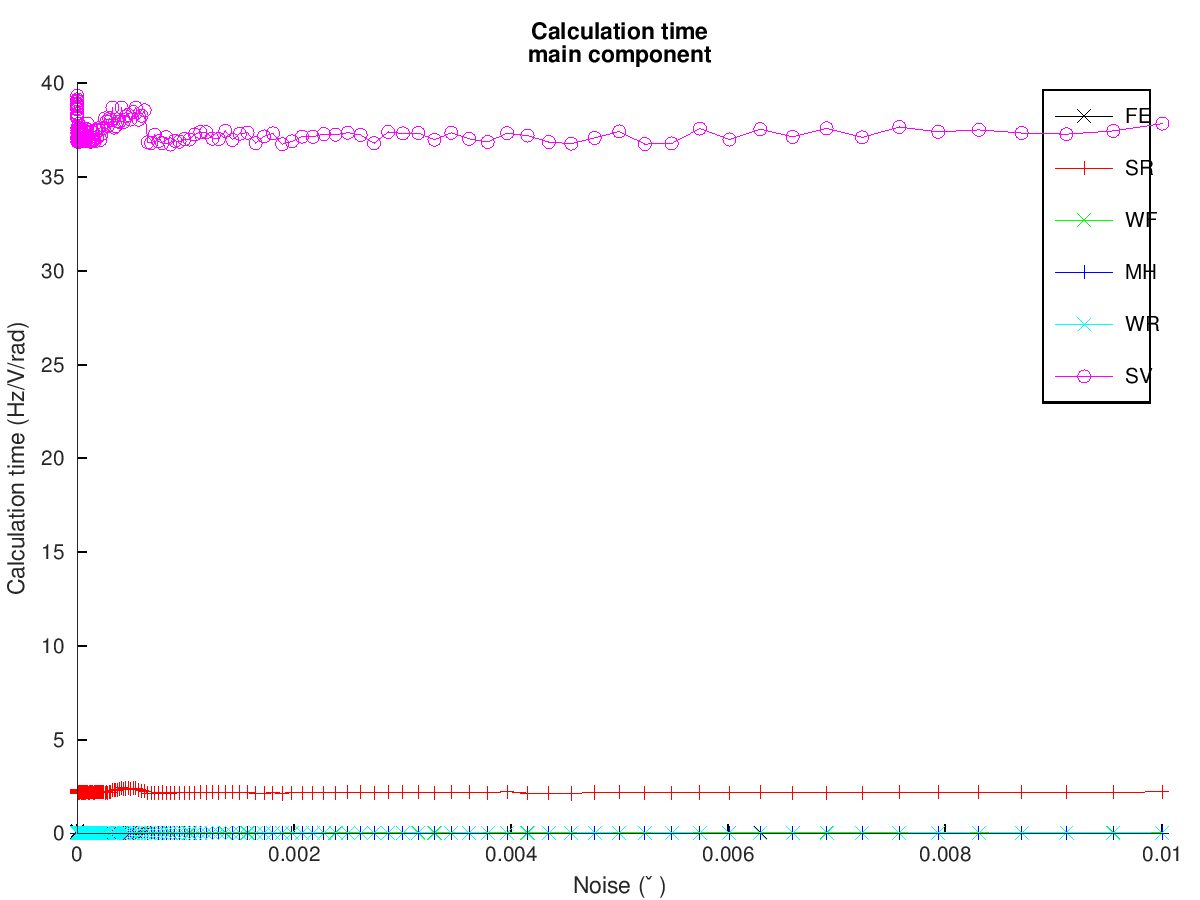 Calculation time
main component
40
35
30
25
20
15
10
5
0
Calculation time (Hz/V/rad)
FE
SR
WF
MH
WR
SV
0 0.002 0.004 0.006 0.008 0.01
Noise (ˇ )